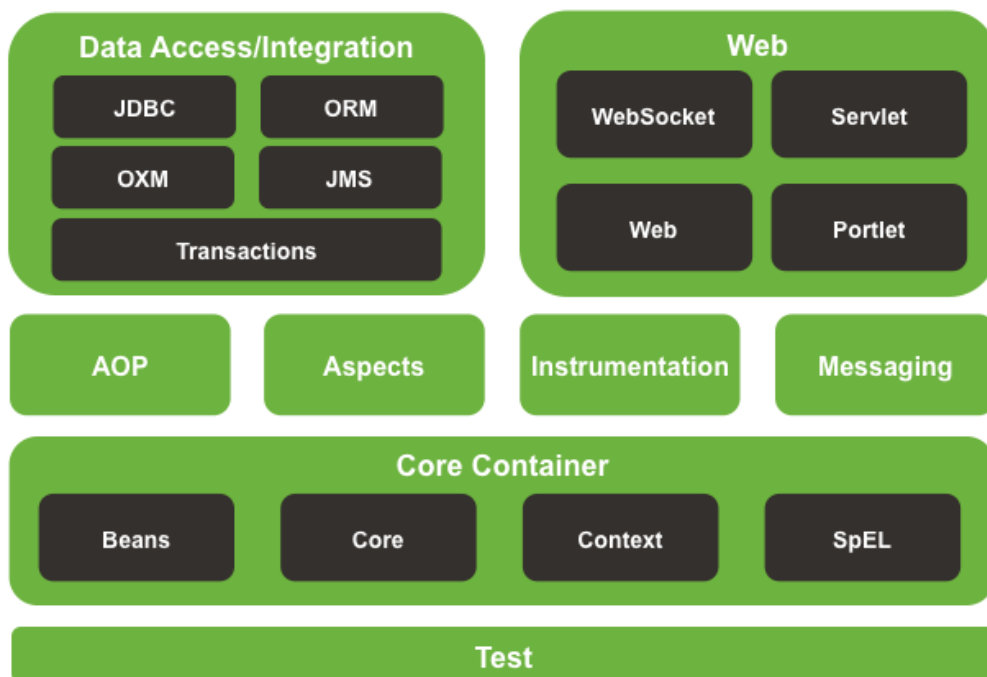 Data Access/Integration
JDBC
ORM
OXM
JMS
Transactions
Web
WebSocket
Servlet
Web
Portlet
AOP
Aspects
Instrumentation
Messaging
Core Container
Beans
Core
Context
SpEL
Test